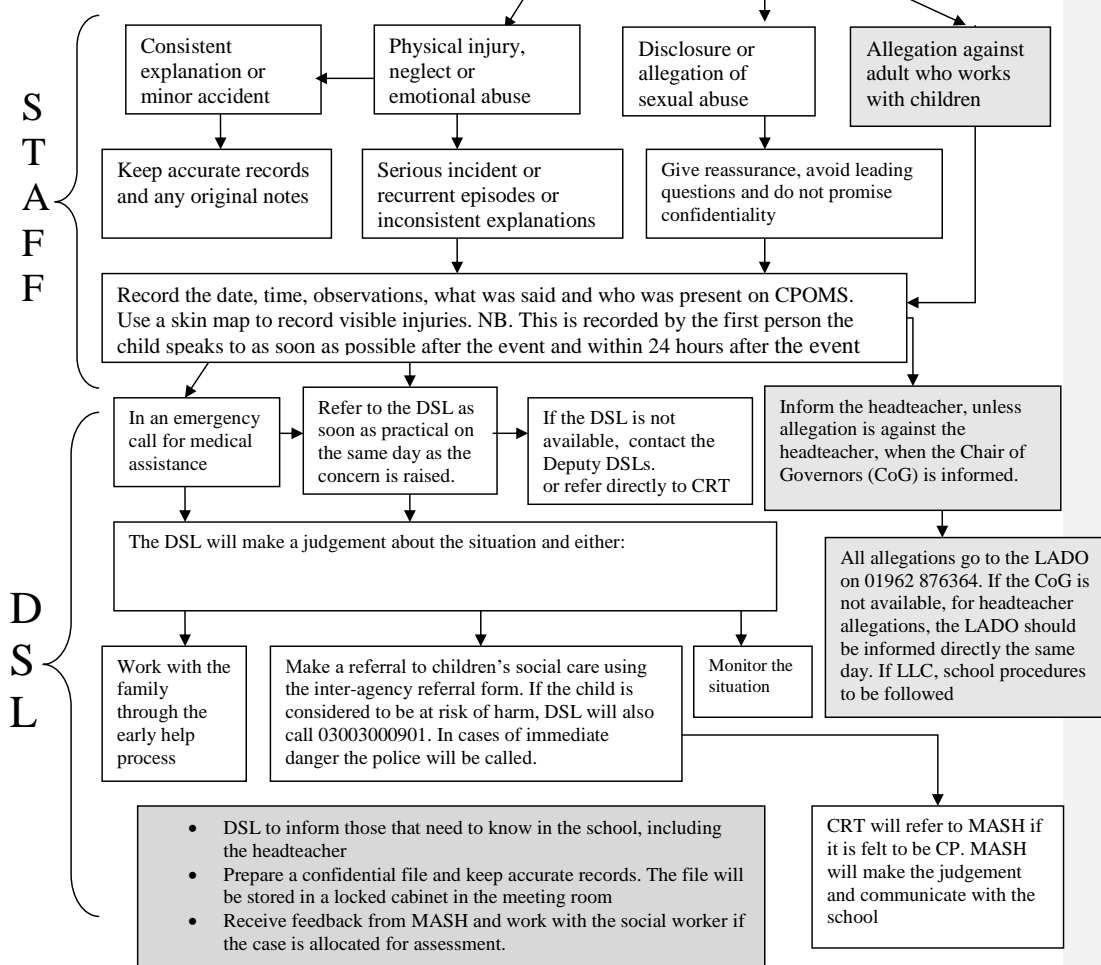 Consistent
explanation or
minor accident
Physical injury,
neglect or
emotional abuse
Disclosure or
allegation of
sexual abuse
Allegation against
adult who works
with children
S
T
A
F
F
Keep accurate records
and any original notes
Serious incident or
recurrent episodes or
inconsistent explanations
Give reassurance, avoid leading
questions and do not promise
confidentiality
Record the date, time, observations, what was said and who was present on CPOMS.
Use a skin map to record visible injuries. NB. This is recorded by the first person the
child speaks to as soon as possible after the event and within 24 hours after the event
In an emergency
call for medical
assistance
Refer to the DSL as
soon as practical on
the same day as the
concern is raised.
If the DSL is not
available, contact the
Deputy DSLs.
or refer directly to CRT
Inform the headteacher, unless
allegation is against the
headteacher, when the Chair of
Governors (CoG) is informed.
The DSL will make a judgement about the situation and either:
All allegations go to the LADO
on 01962 876364. If the CoG is
not available, for headteacher
allegations, the LADO should
be informed directly the same
day. If LLC, school procedures
to be followed
D
S
L
Work with the
family
through the
early help
process
Make a referral to children’s social care using
the inter-agency referral form. If the child is
considered to be at risk of harm, DSL will also
call 03003000901. In cases of immediate
danger the police will be called.
Monitor the
situation
• DSL to inform those that need to know in the school, including
the headteacher
• Prepare a confidential file and keep accurate records. The file will
be stored in a locked cabinet in the meeting room
• Receive feedback from MASH and work with the social worker if
the case is allocated for assessment.
CRT will refer to MASH if
it is felt to be CP. MASH
will make the judgement
and communicate with the
school